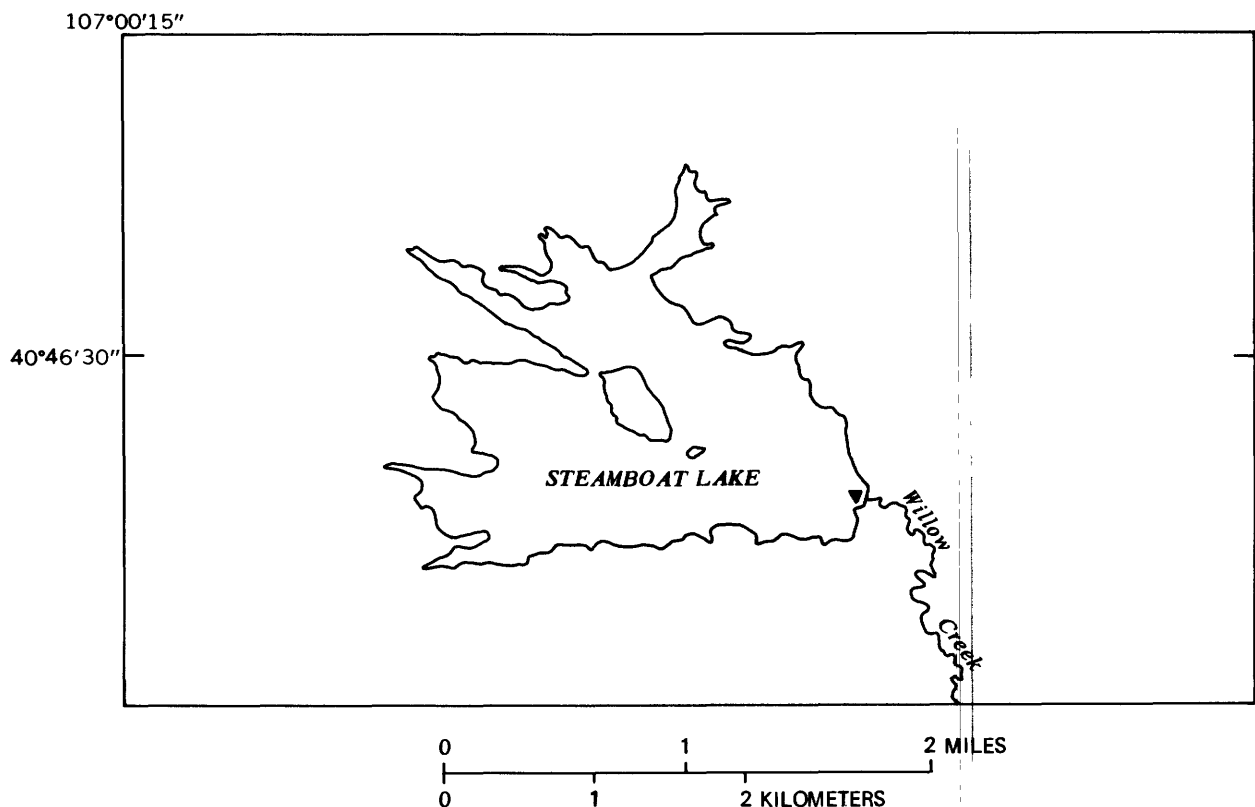 107°00'15"
40°46'30"
STEAMBOAT LAKE
Willow
Creek
0 1 2 MILES
0 1 2 KILOMETERS